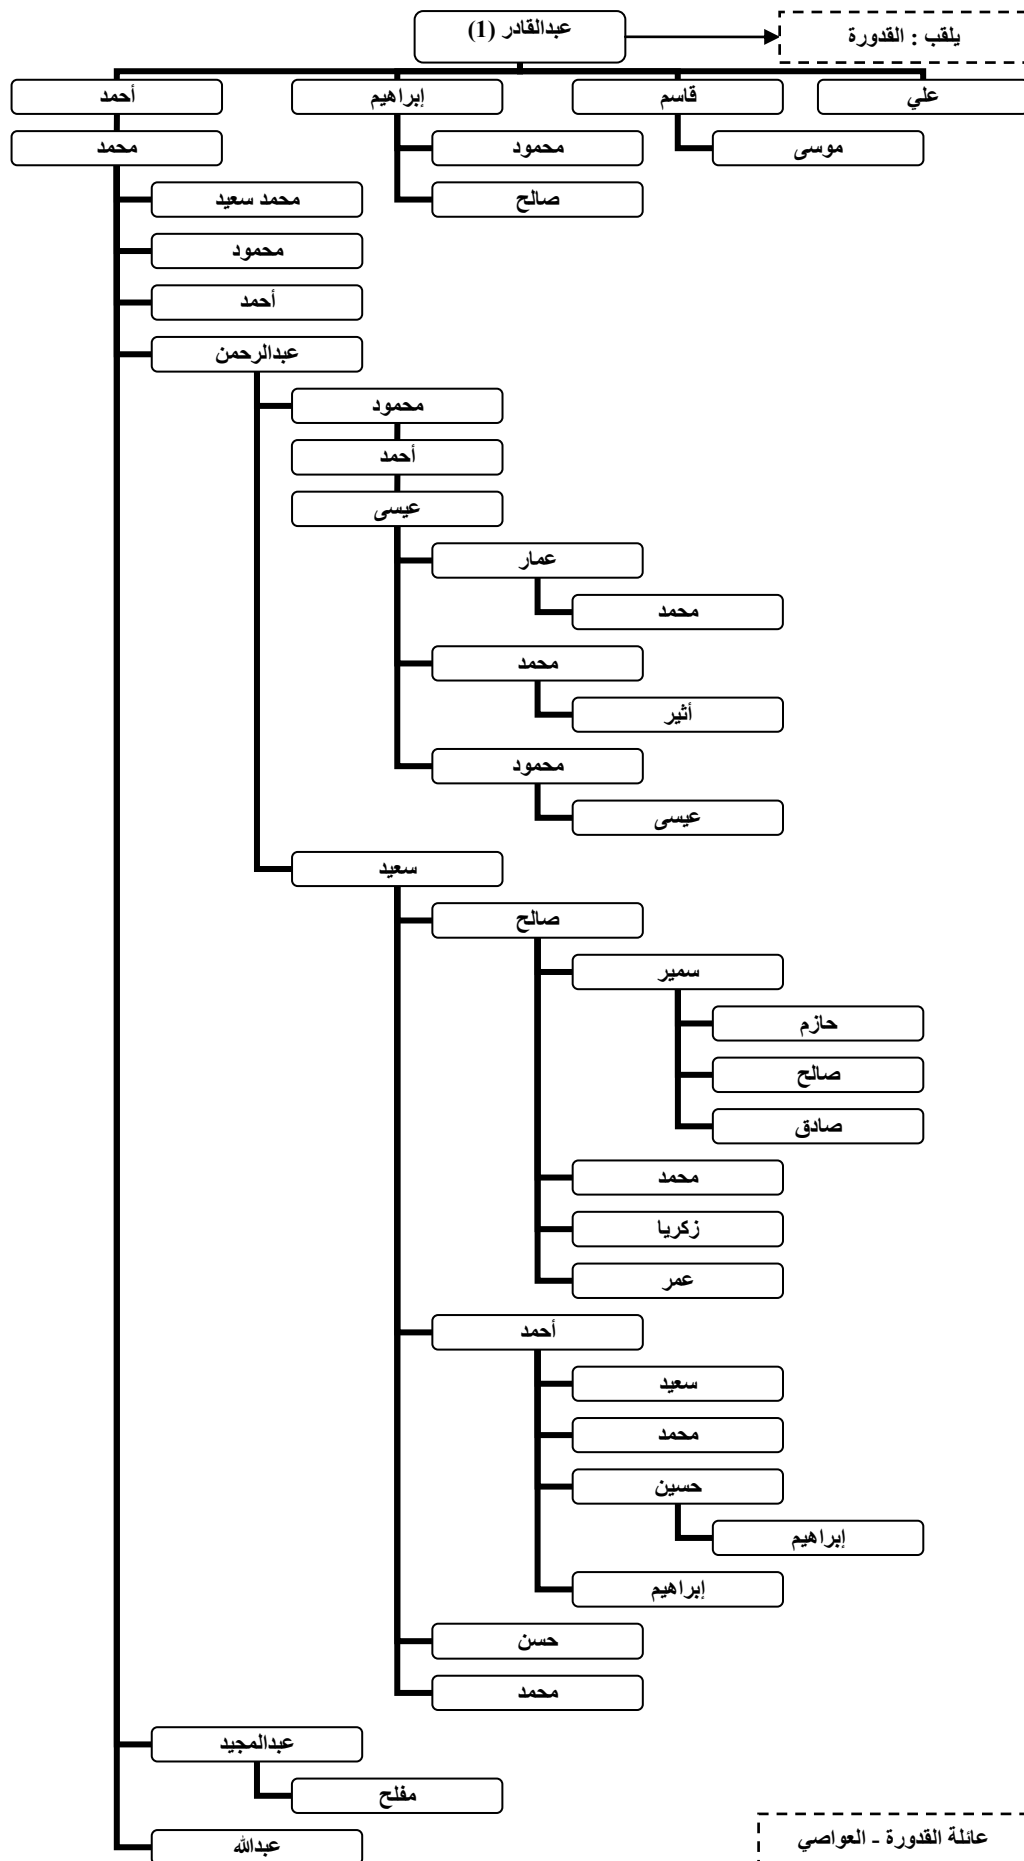 عبدالقادر (1)
يلقب : القدورة
علي
قاسم
إبراهيم
أحمد
موسى
محمود
محمد
صالح
محمد سعيد
محمود
أحمد
عبدالرحمن
محمود
أحمد
عيسى
عمار
محمد
محمد
أثير
محمود
عيسى
سعيد
صالح
سمير
حازم
صالح
صادق
محمد
زكريا
عمر
أحمد
سعيد
محمد
حسين
إبراهيم
إبراهيم
حسن
محمد
عبدالمجيد
مفلح
عبدالله
عائلة القدورة - العواصي